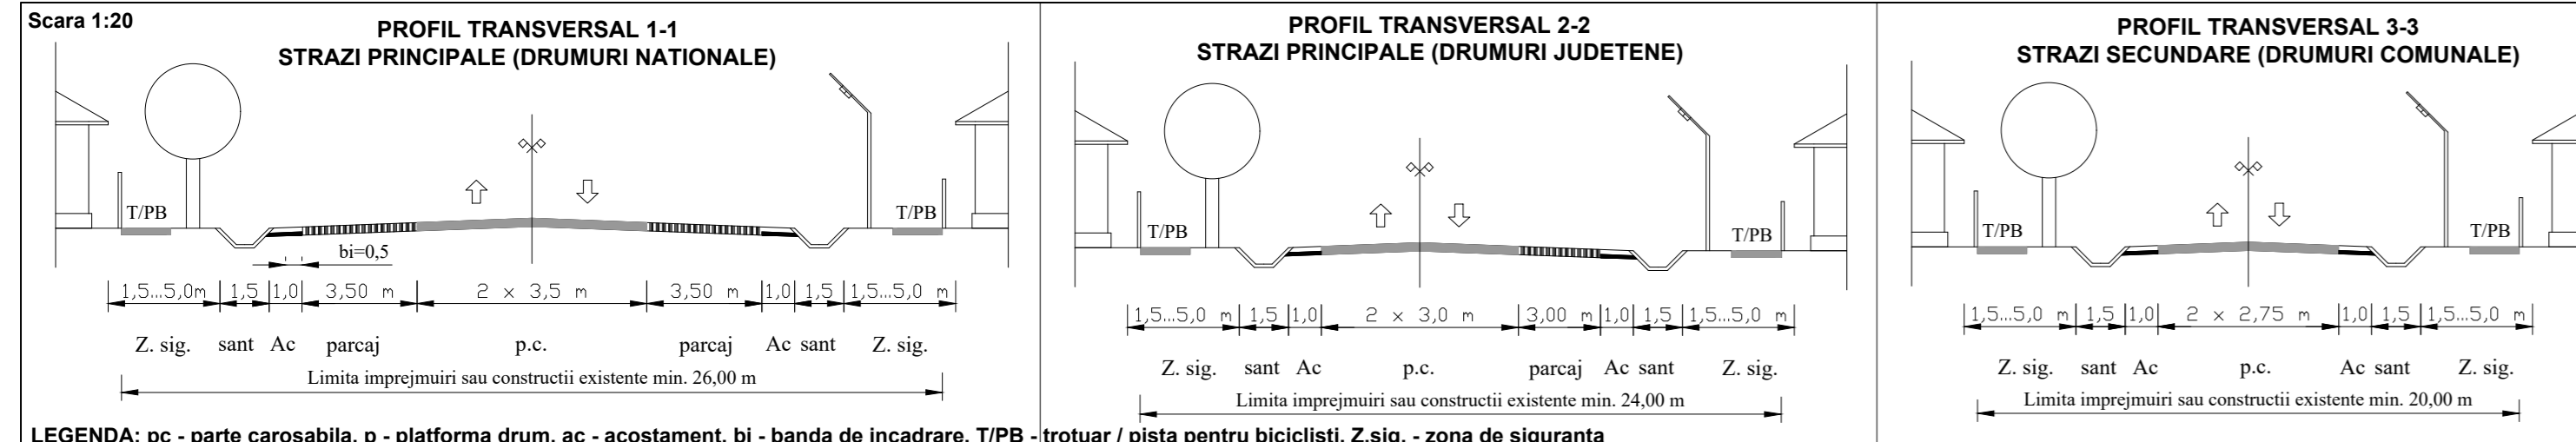 Scara 1:20
PROFIL TRANSVERSAL 1-1
STRAZI PRINCIPALE (DRUMURI NATIONALE)
T/PB
T/PB
bi=0,5
1,5...5,0m 1,5 1,0 3,50 m 2 x 3,5 m 3,50 m 1,0 1,5 1,5...5,0 m
Z. sig. sant Ac parcaj p.c. parcaj Ac sant Z. sig.
Limita imprejmuiri sau constructii existente min. 26,00 m
PROFIL TRANSVERSAL 2-2
STRAZI PRINCIPALE (DRUMURI JUDETENE)
T/PB
T/PB
1,5...5,0 m 1,5 1,0 2 x 3,0 m 3,00 m 1,0 1,5 1,5...5,0 m
Z. sig. sant Ac p.c. parcaj Ac sant Z. sig.
Limita imprejmuiri sau constructii existente min. 24,00 m
PROFIL TRANSVERSAL 3-3
STRAZI SECUNDARE (DRUMURI COMUNALE)
T/PB
T/PB
1,5...5,0 m 1,5 1,0 2 x 2,75 m 1,0 1,5 1,5...5,0 m
Z. sig. sant Ac p.c. Ac sant Z. sig.
Limita imprejmuiri sau constructii existente min. 20,00 m
LEGENDA: pc - parte carosabila, p - platforma drum, ac - acostament, bi - banda de incadrare, T/PB - trotuar / pista pentru biciclisti, Z.sig. - zona de siguranta